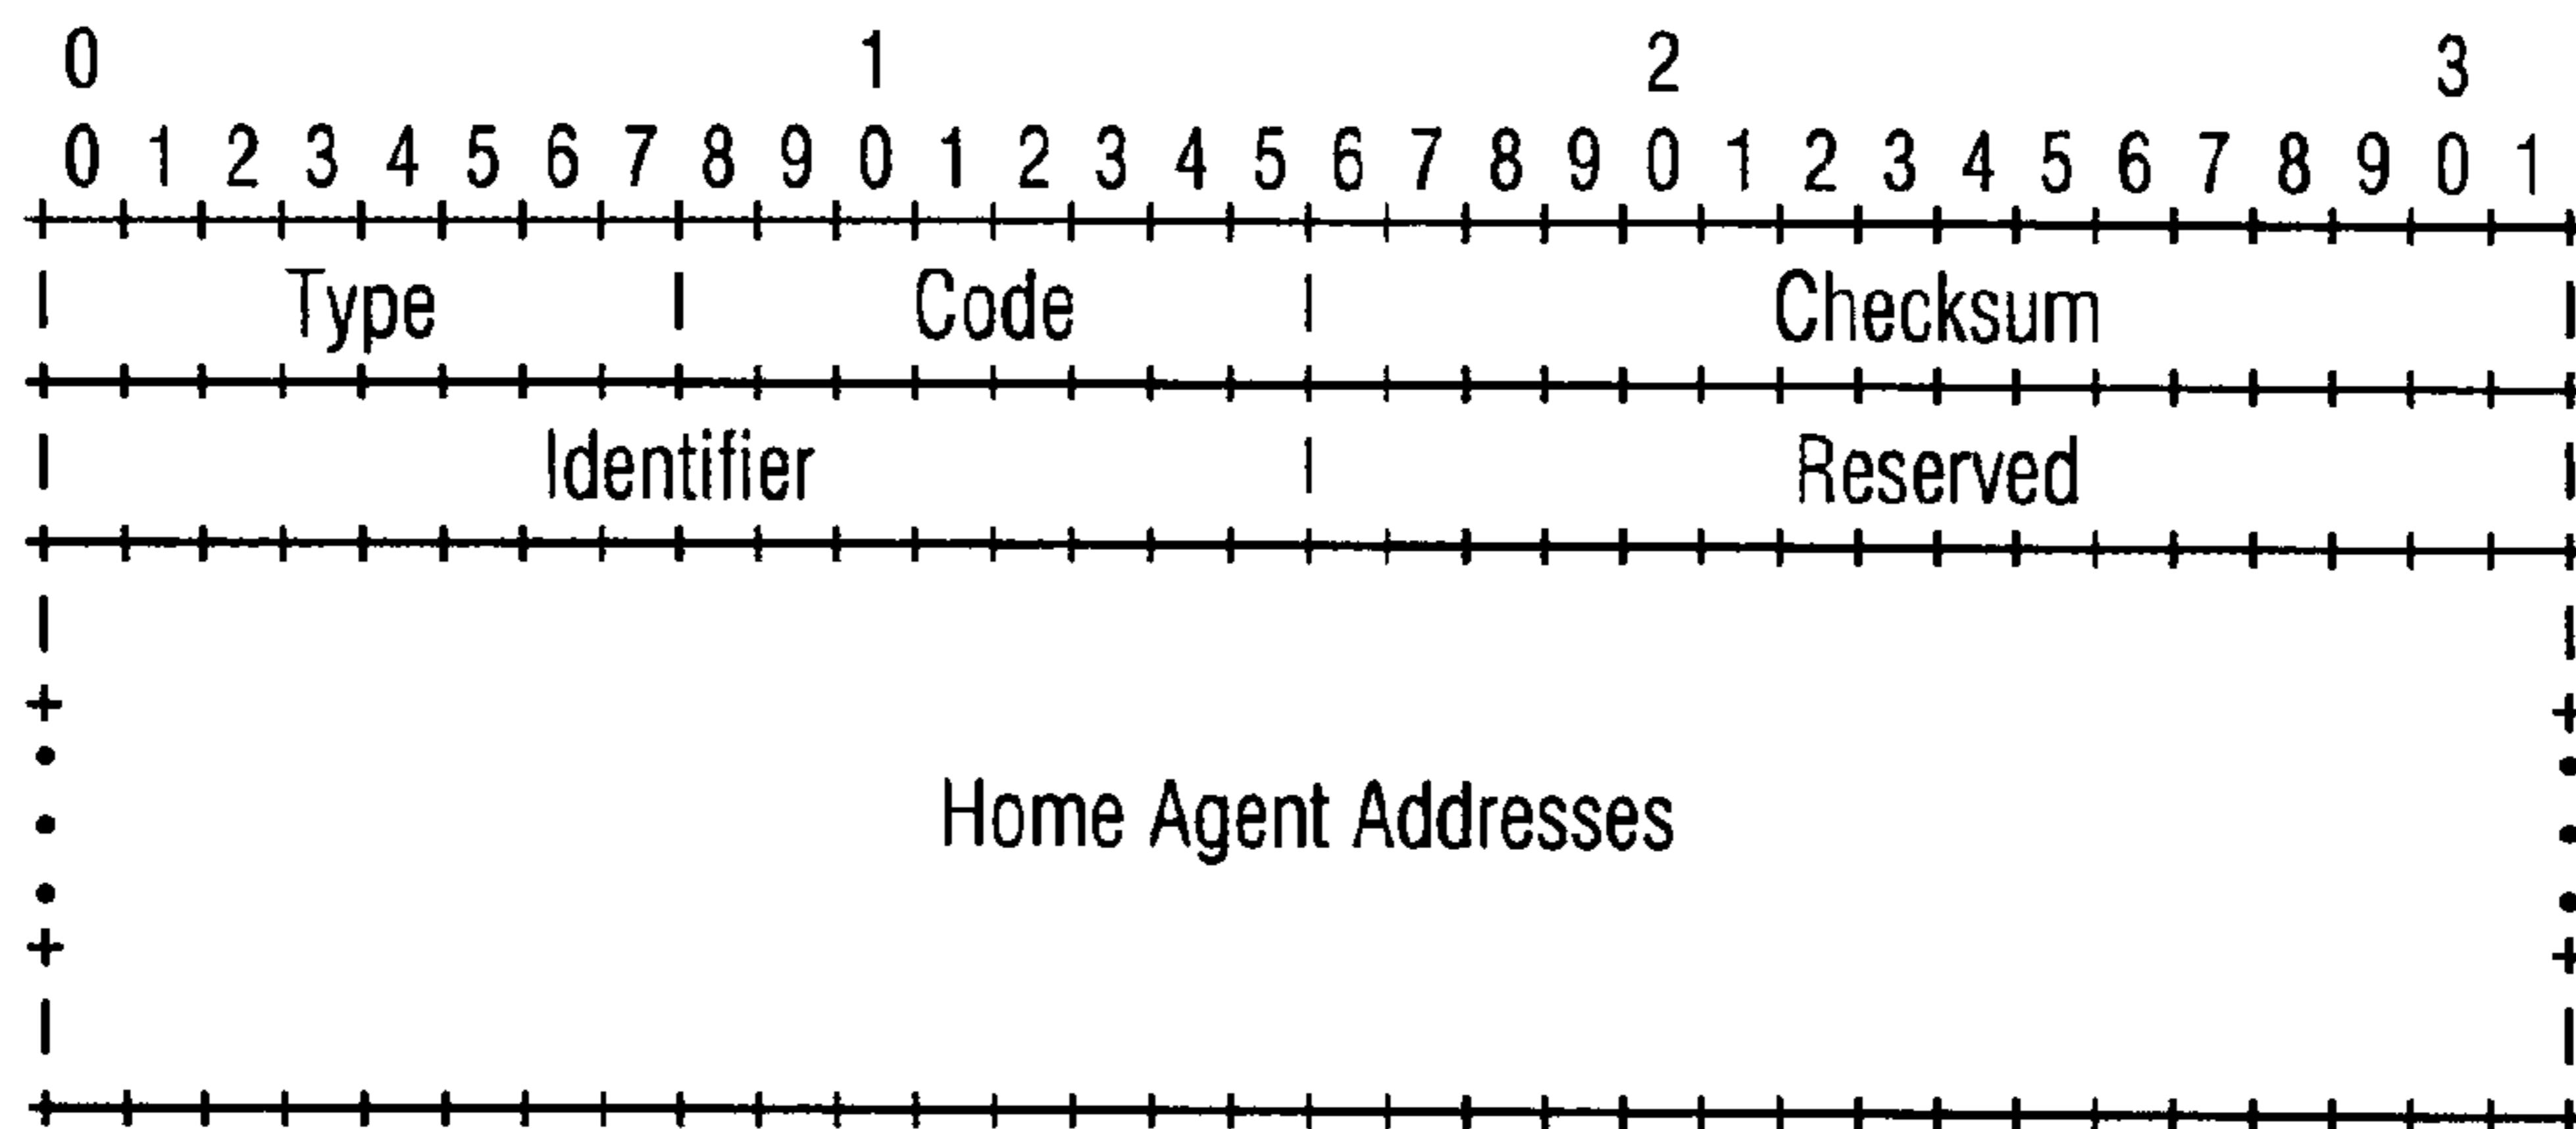 0 1 2 3
0 1 2 3 4 5 6 7 8 9 0 1 2 3 4 5 6 7 8 9 0 1 2 3 4 5 6 7 8 9 0 1
Type Code Checksum
Identifier Reserved
Home Agent Addresses